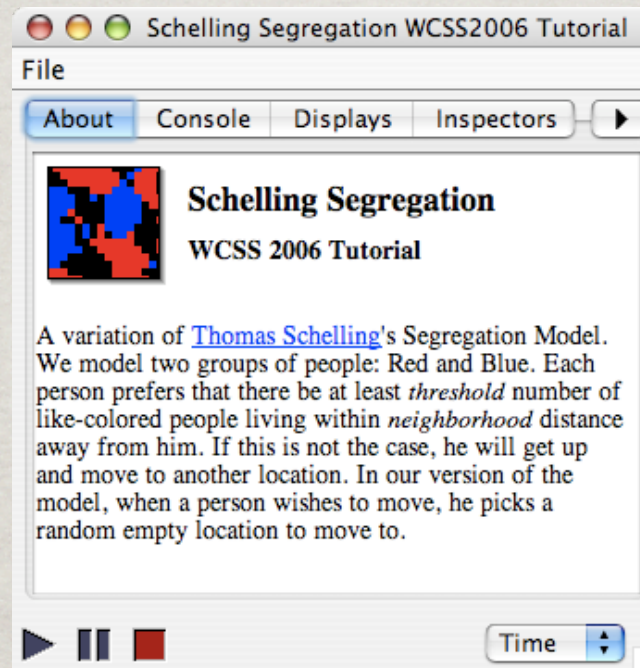 Schelling Segregation WCSS2006 Tutorial
File
About Console Displays Inspectors
Schelling Segregation
WCSS 2006 Tutorial
A variation of Thomas Schelling's Segregation Model.
We model two groups of people: Red and Blue. Each
person prefers that there be at least threshold number of
like-colored people living within neighborhood distance
away from him. If this is not the case, he will get up
and move to another location. In our version of the
model, when a person wishes to move, he picks a
random empty location to move to.
Time